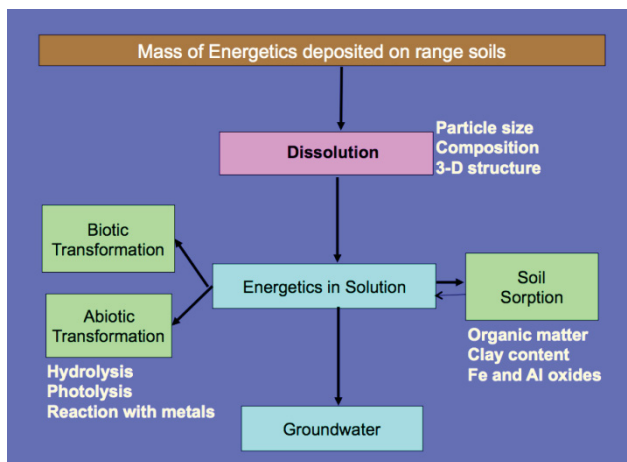 Mass of Energetics deposited on range soils
Dissolution
Particle size
Composition
3-D structure
Biotic
Transformation
Energetics in Solution
Soil
Sorption
Abiotic
Transformation
Organic matter
Clay content
Fe and Al oxides
Hydrolysis
Photolysis
Reaction with metals
Groundwater